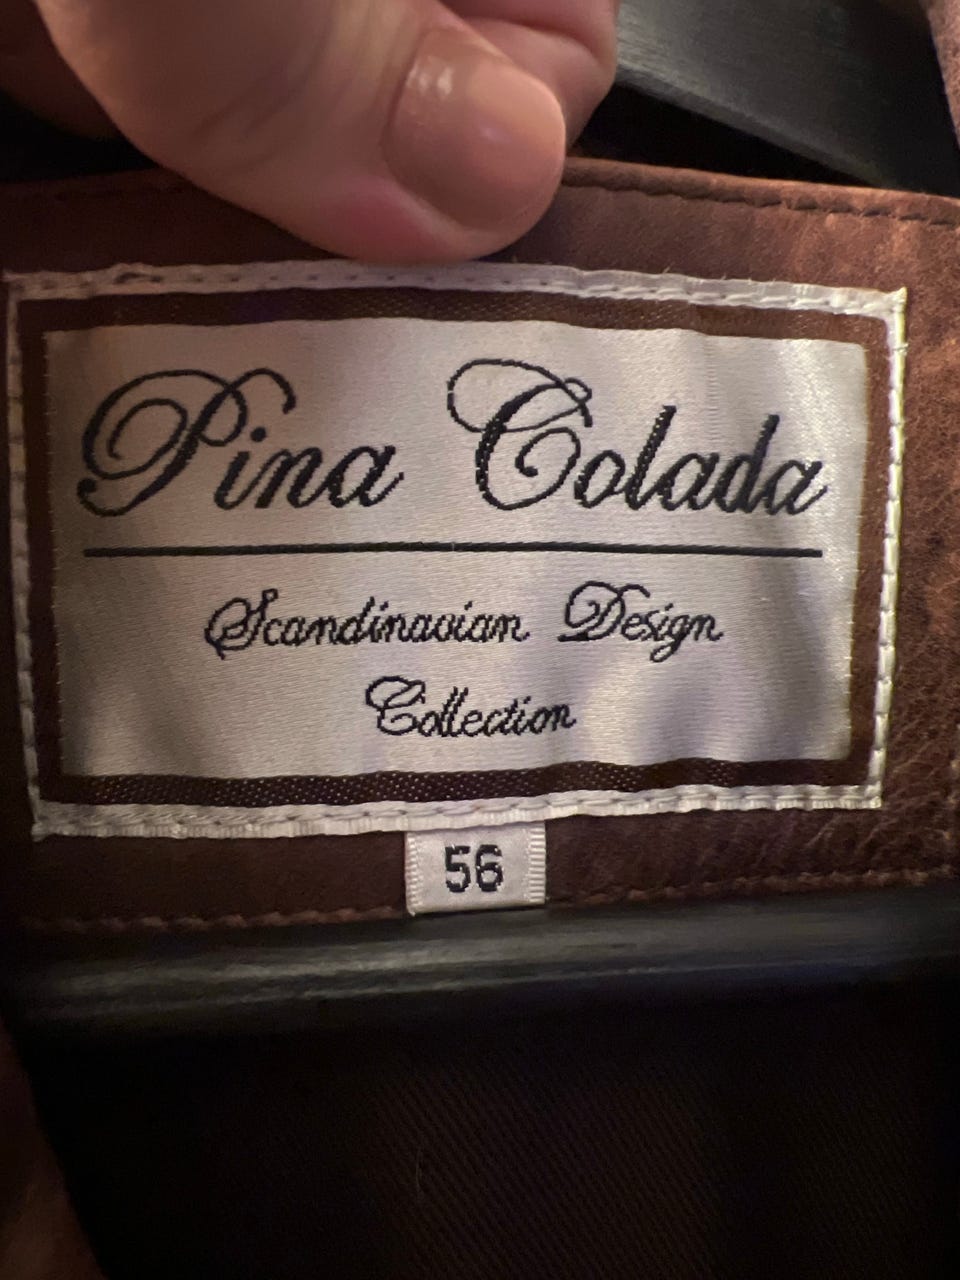 Pina Colada
Scandinavian Design
Collection
56